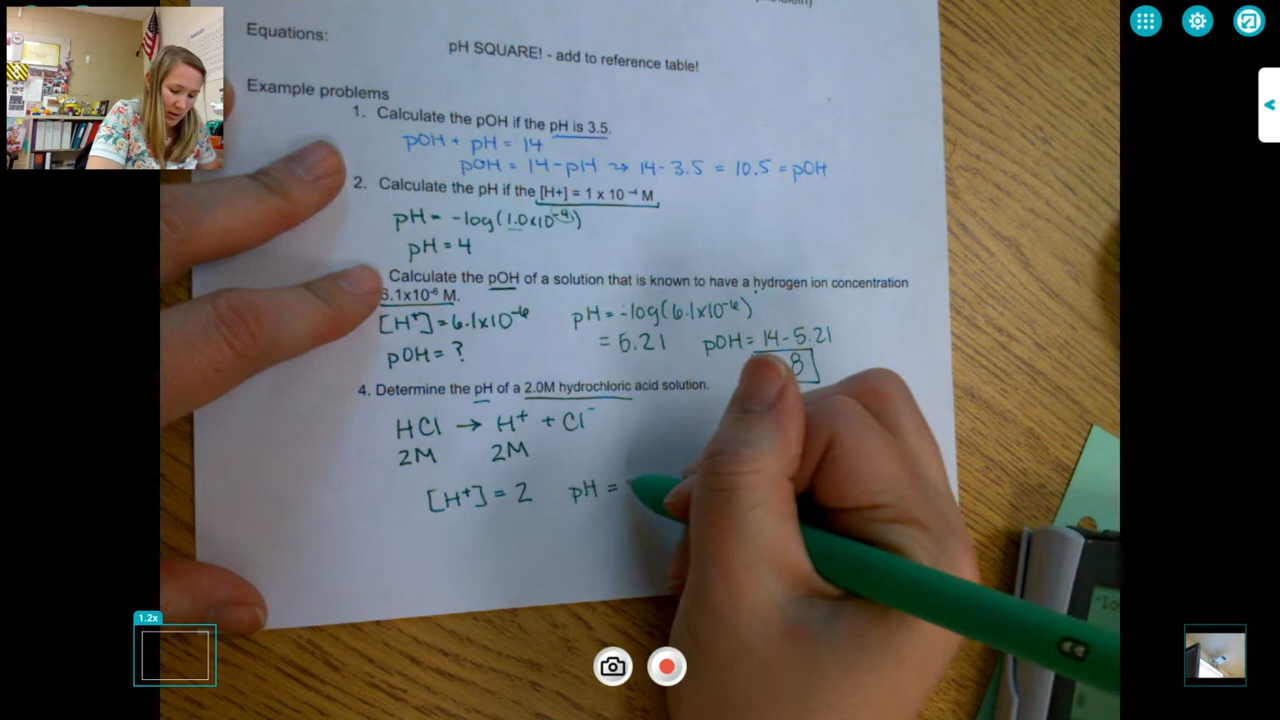 Equations:
pH SQUARE! - add to reference table!
Example problems
1. Calculate the pOH if the pH is 3.5.
pOH + pH = 14
pOH = 14 - pH → 14 - 3.5 = 10.5 = pOH
2. Calculate the pH if the [H+] = 1 x 10⁻⁴ M
pH = -log(1.0x10⁻⁴)
pH = 4
Calculate the pOH of a solution that is known to have a hydrogen ion concentration
6.1x10⁻⁶ M.
[H⁺] = 6.1x10⁻⁶ pH = -log(6.1x10⁻⁶)
= 5.21 pOH = 14 - 5.21
pOH = ? 8
4. Determine the pH of a 2.0M hydrochloric acid solution.
HCl → H⁺ + Cl⁻
2M 2M
[H⁺] = 2 pH =
1.2x